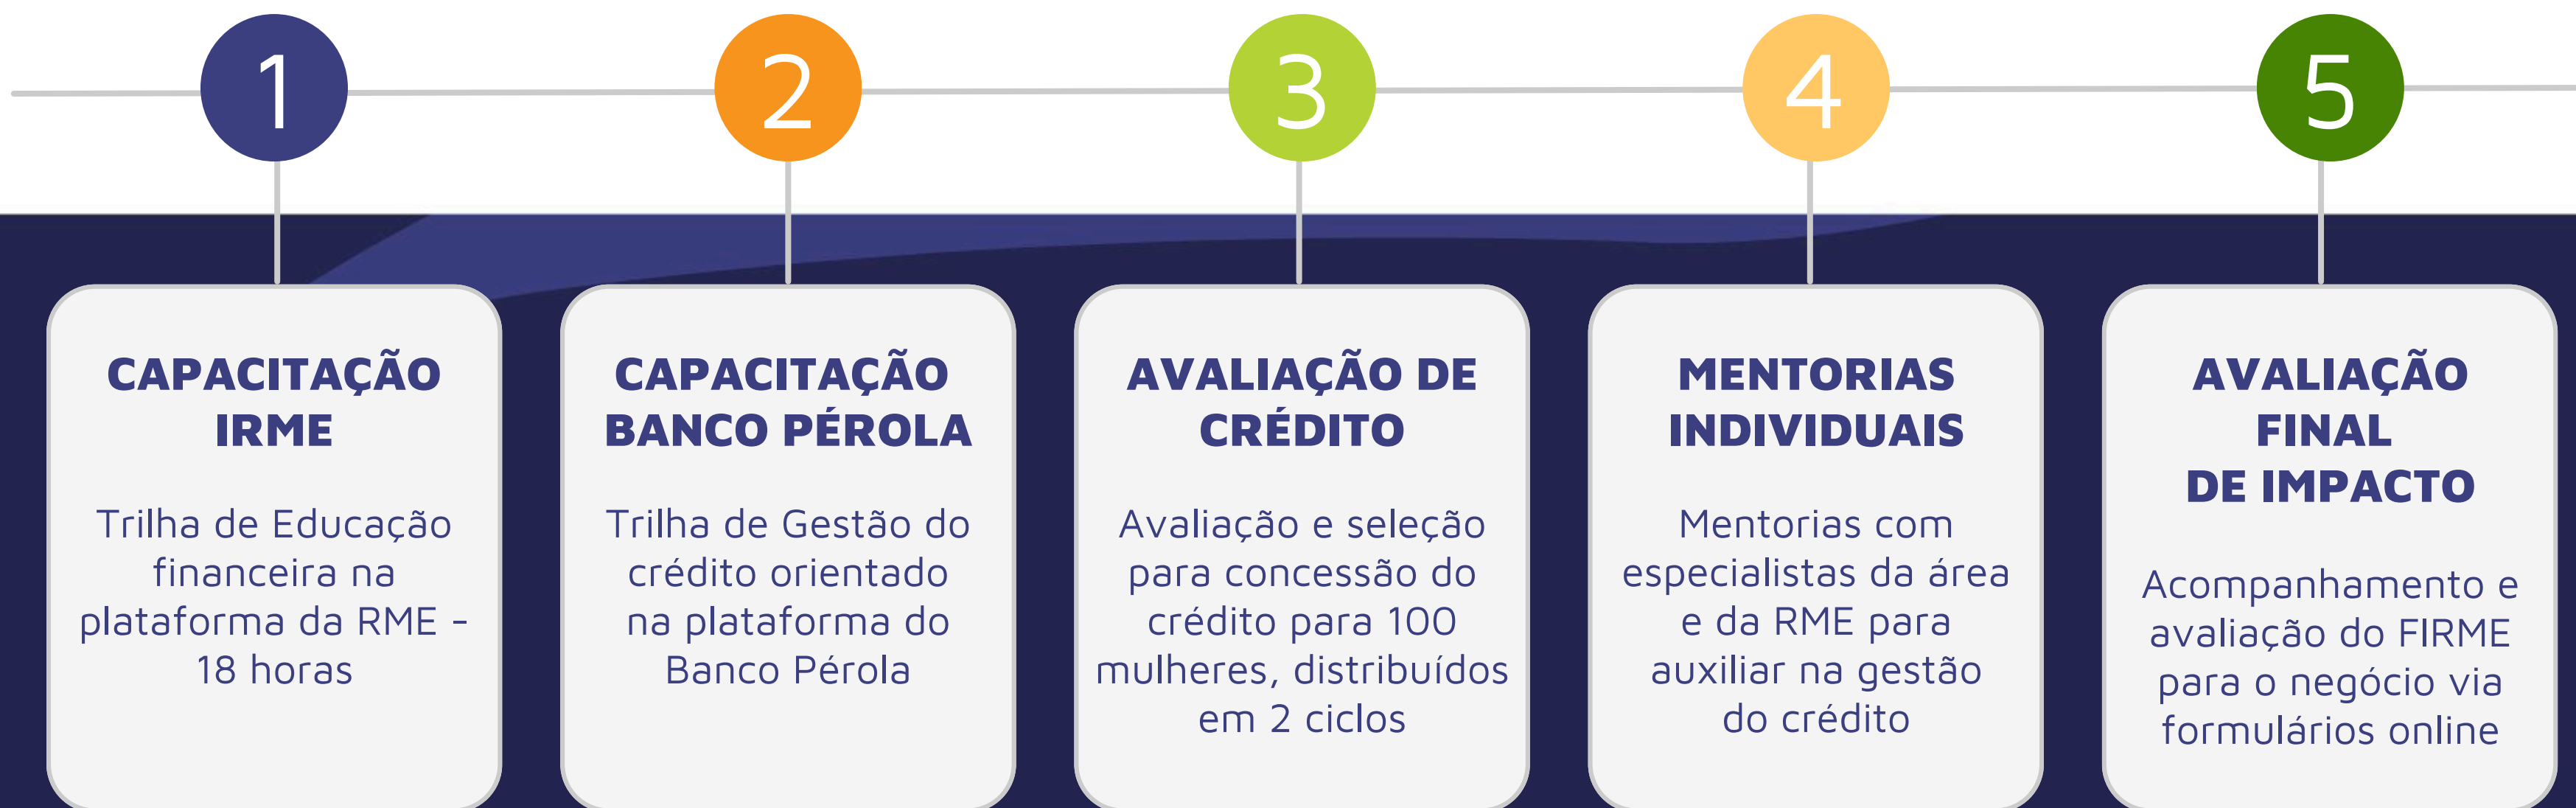 1
2
3
4
5
CAPACITAÇÃO
IRME
Trilha de Educação
financeira na
plataforma da RME -
18 horas
CAPACITAÇÃO
BANCO PÉROLA
Trilha de Gestão do
crédito orientado
na plataforma do
Banco Pérola
AVALIAÇÃO DE
CRÉDITO
Avaliação e seleção
para concessão do
crédito para 100
mulheres, distribuídos
em 2 ciclos
MENTORIAS
INDIVIDUAIS
Mentorias com
especialistas da área
e da RME para
auxiliar na gestão
do crédito
AVALIAÇÃO
FINAL
DE IMPACTO
Acompanhamento e
avaliação do FIRME
para o negócio via
formulários online